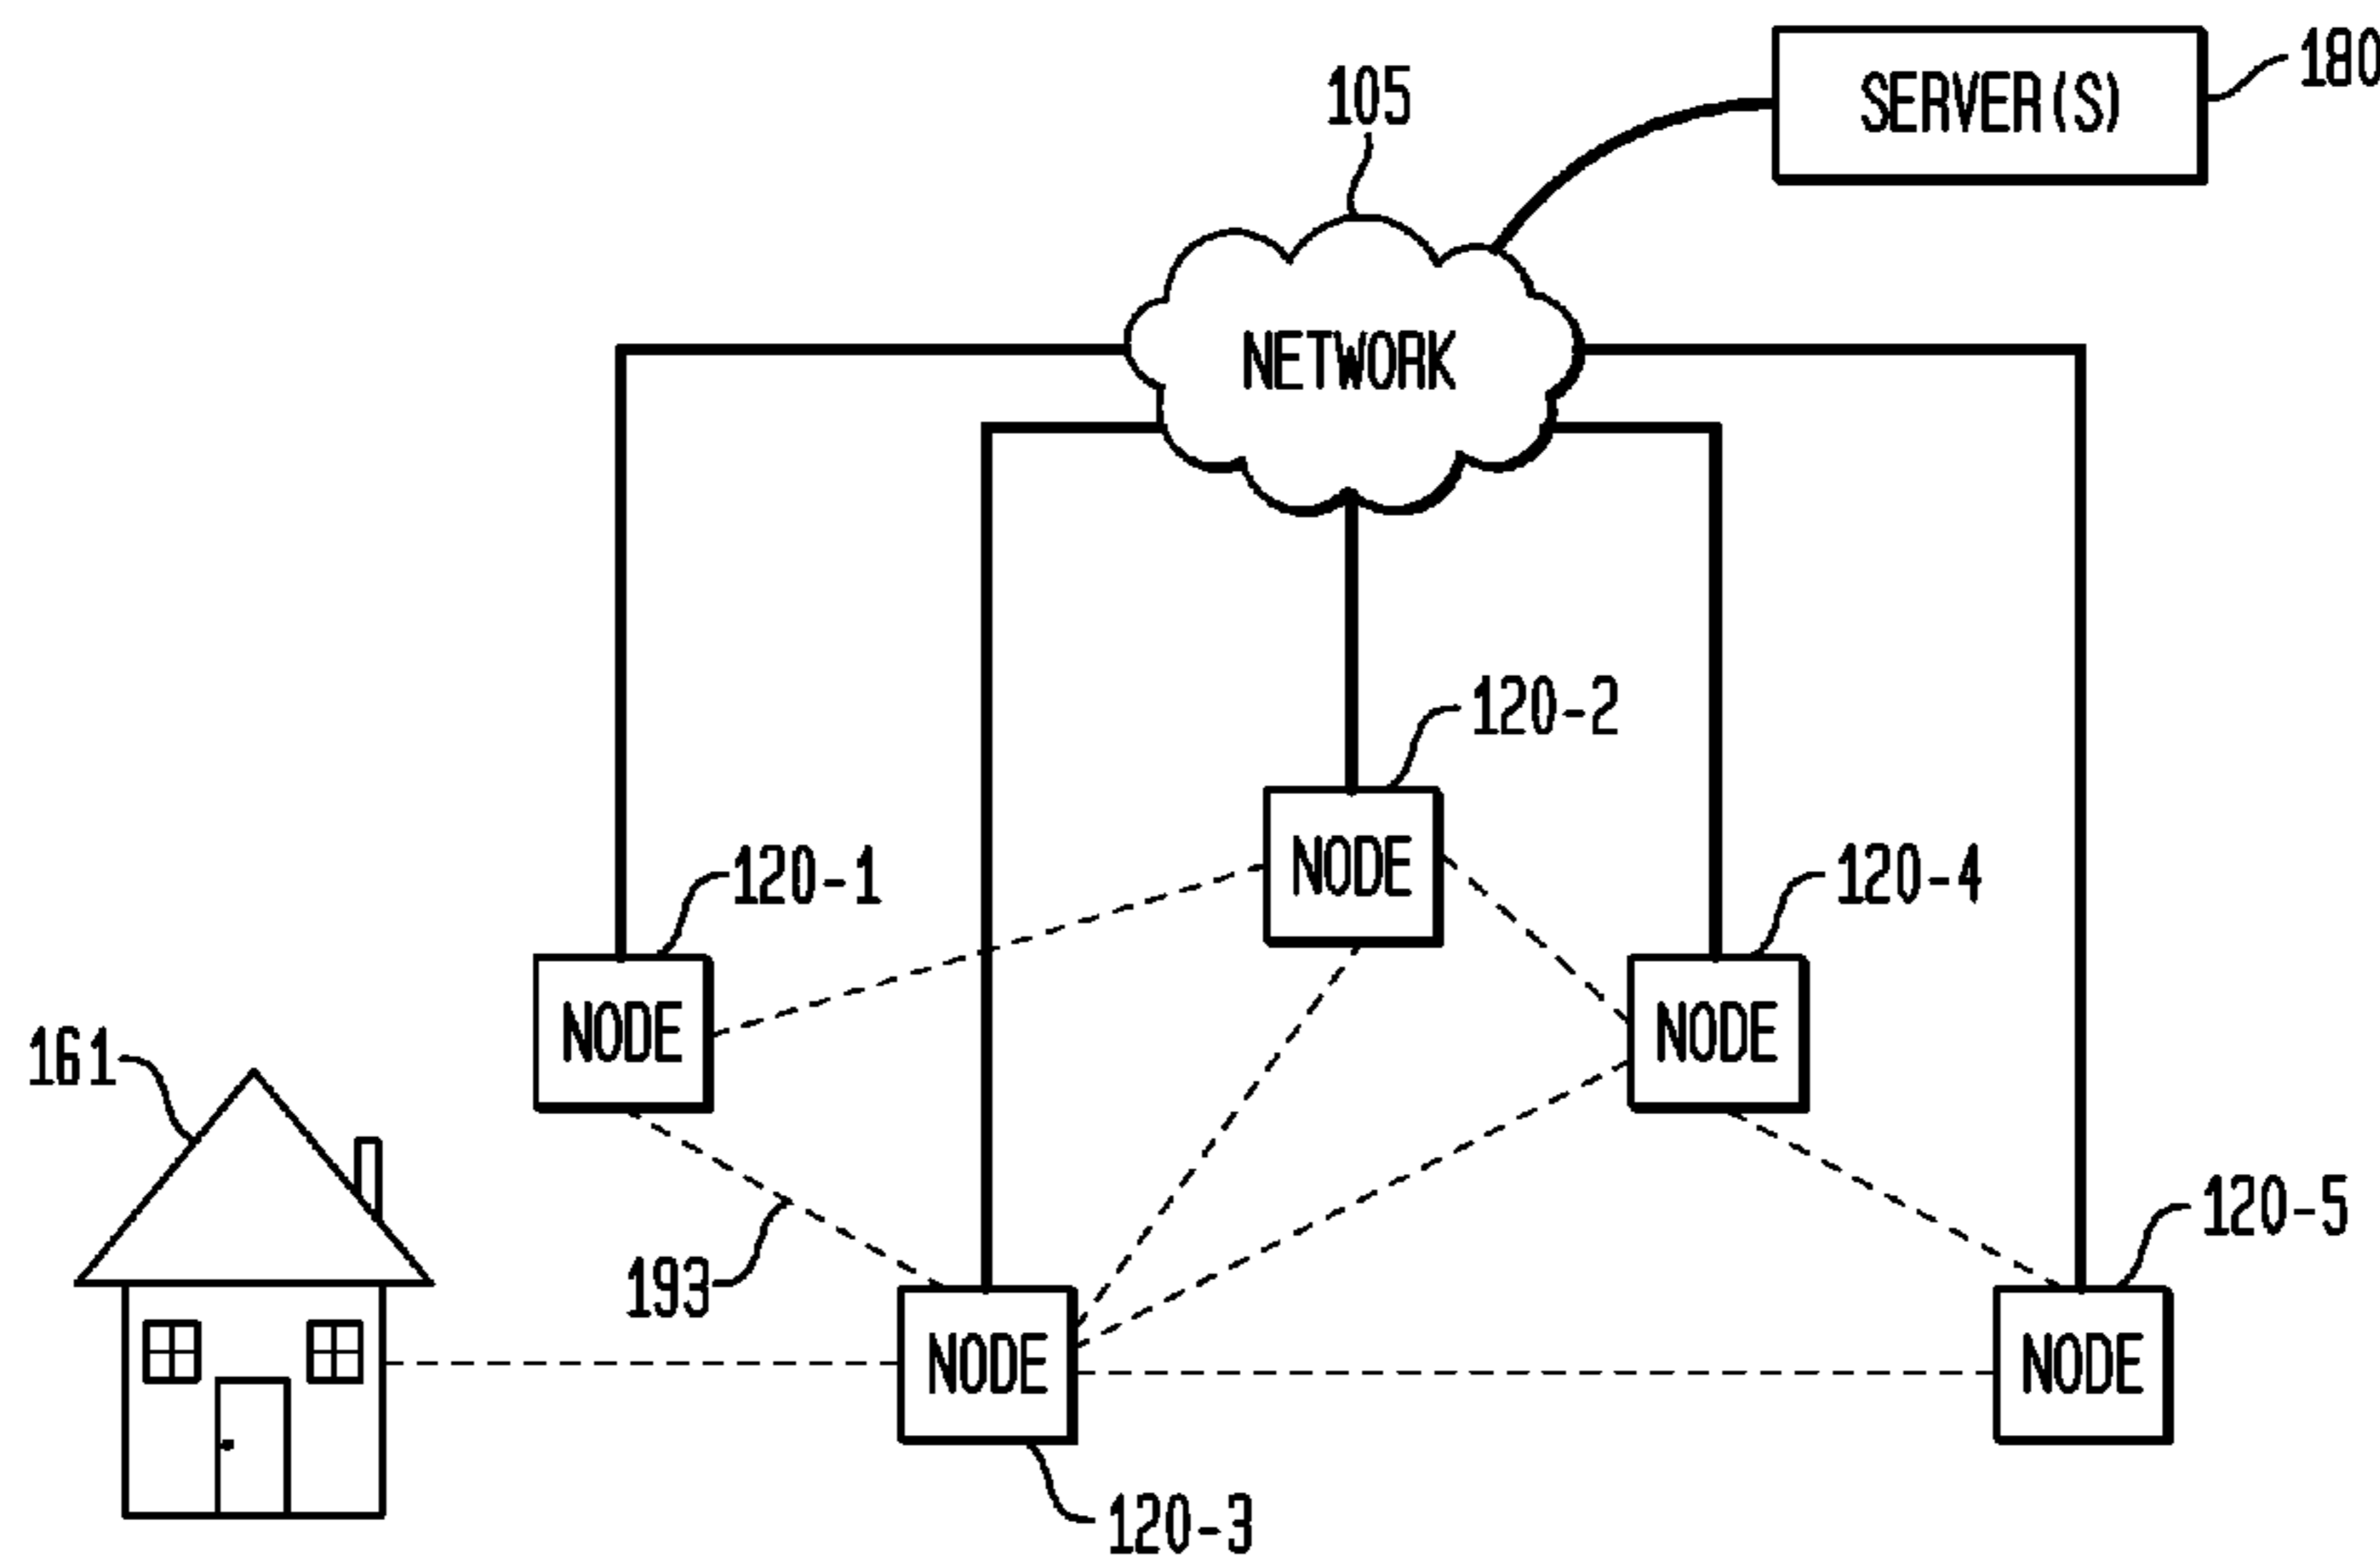 180
SERVER(S)
105
NETWORK
120-2
NODE
120-1
120-4
NODE
NODE
161
120-5
193
NODE
NODE
120-3